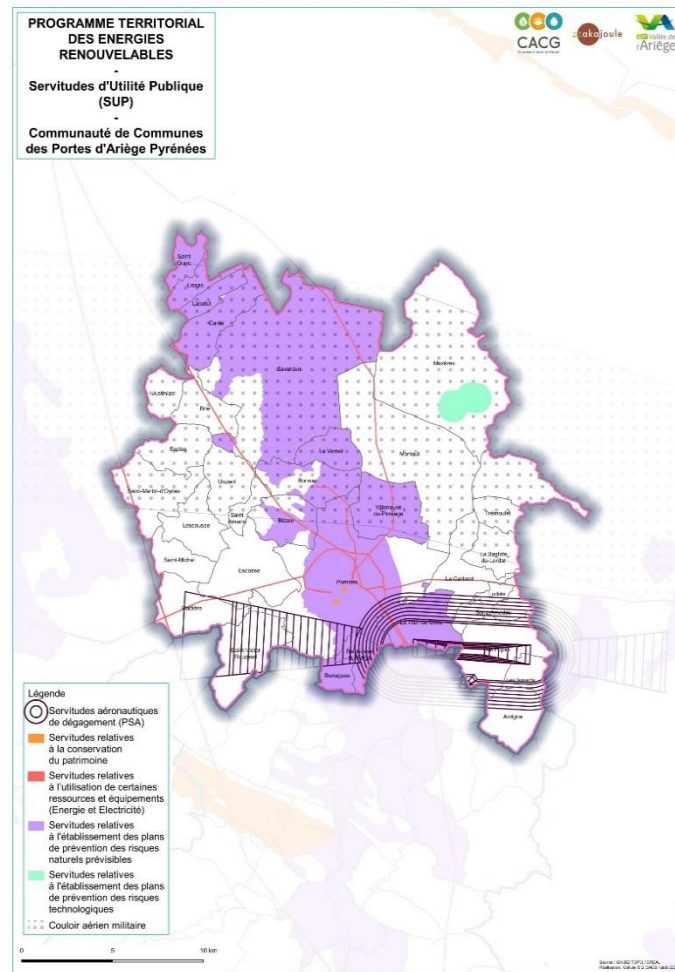 PROGRAMME TERRITORIAL
DES ENERGIES
RENOUVELABLES
-
Servitudes d'Utilité Publique
(SUP)
-
Communauté de Communes
des Portes d'Ariège Pyrénées
CACG
Vallée de
l'Ariège
Saint
Quirc
Lissac
Labatut
Canté
Saverdun
Mazères
Justiniac
Brie
Esplas
Le Vernet
Montaut
Saint-Martin-d'Oydes
Unzent
Bonnac
Villeneuve-
du-Paréage
Saint
Amans
Bézac
Trémoulet
Lescousse
La Bastide
de-Lordat
Saint-Michel
Escosse
Pamiers
Le Carlaret
Ludiès
Madière
La Tour-du-Crieu
Saint-Victor
Rouzaud
Benagues
Les Issards
Arvigna
Légende
Servitudes aéronautiques
de dégagement (PSA)
Servitudes relatives
à la conservation
du patrimoine
Servitudes relatives
à l'utilisation de certaines
ressources et équipements
(Energie et Electricité)
Servitudes relatives
à l'établissement des plans
de prévention des risques
naturels prévisibles
Servitudes relatives
à l'établissement des plans
de prévention des risques
technologiques
Couloir aérien militaire
0 5 10 km